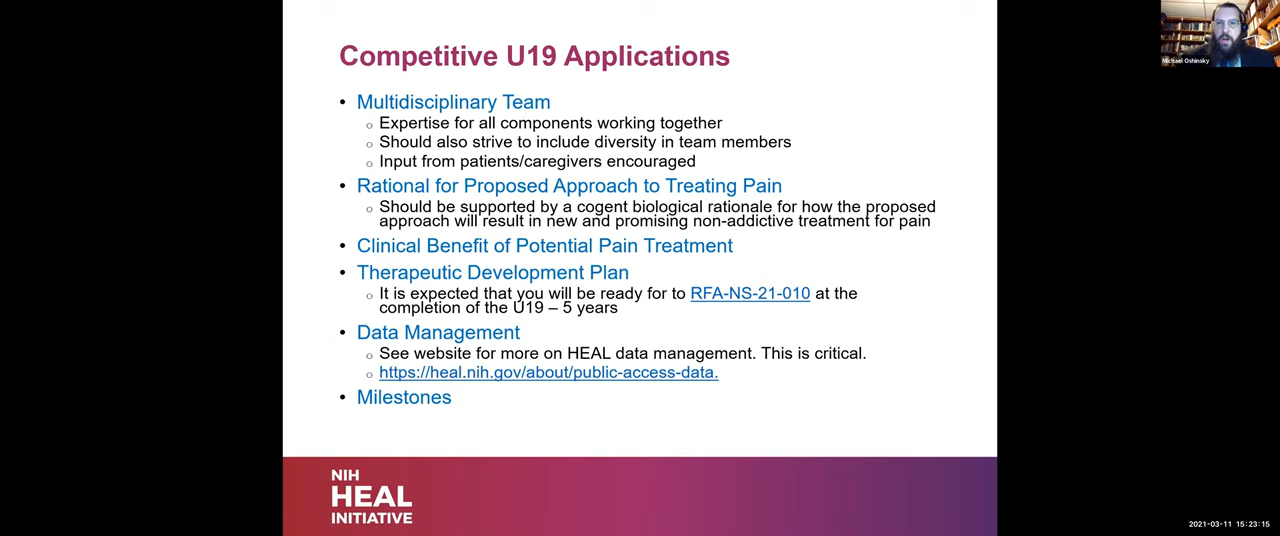 Competitive U19 Applications
Michael Oshinsky
• Multidisciplinary Team
o Expertise for all components working together
o Should also strive to include diversity in team members
o Input from patients/caregivers encouraged
• Rational for Proposed Approach to Treating Pain
o Should be supported by a cogent biological rationale for how the proposed
approach will result in new and promising non-addictive treatment for pain
• Clinical Benefit of Potential Pain Treatment
• Therapeutic Development Plan
o It is expected that you will be ready for to RFA-NS-21-010 at the
completion of the U19 – 5 years
• Data Management
o See website for more on HEAL data management. This is critical.
o https://heal.nih.gov/about/public-access-data.
• Milestones
NIH
HEAL
INITIATIVE
2021-03-11 15:23:15